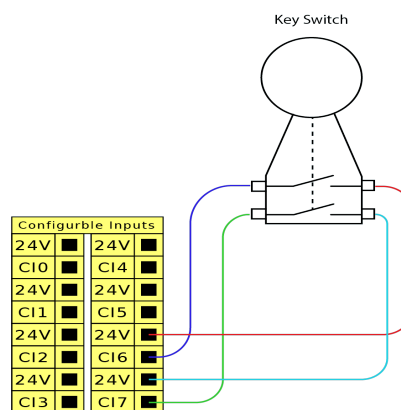 Key Switch
Configurble Inputs
24V 24V
CI0 CI4
24V 24V
CI1 CI5
24V 24V
CI2 CI6
24V 24V
CI3 CI7